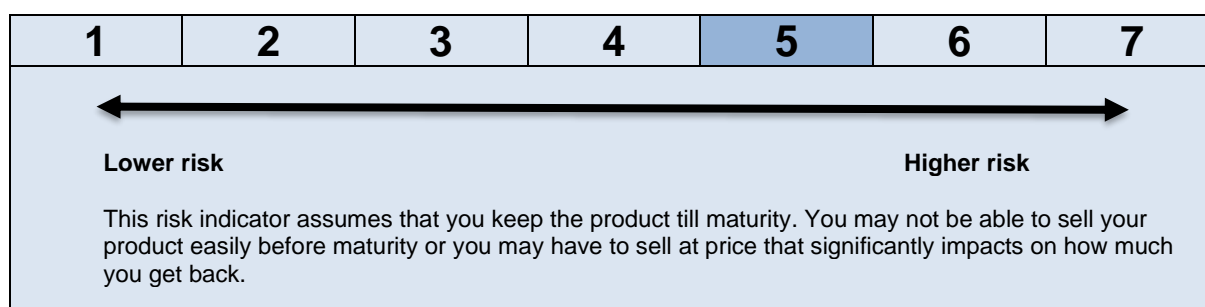 1 2 3 4 5 6 7
Lower risk Higher risk
This risk indicator assumes that you keep the product till maturity. You may not be able to sell your
product easily before maturity or you may have to sell at price that significantly impacts on how much
you get back.